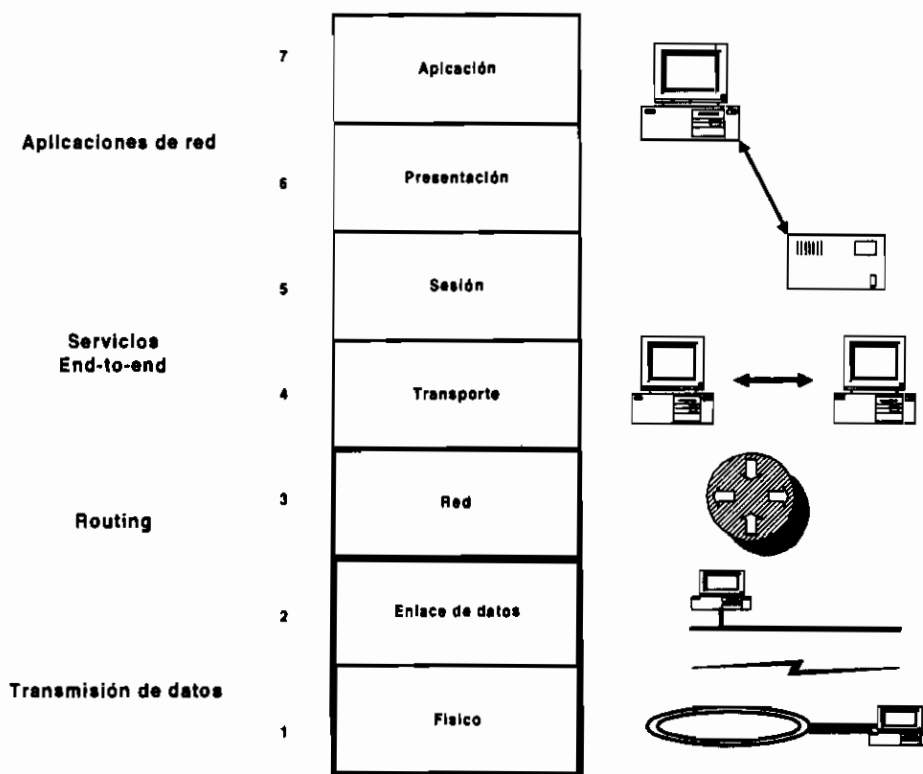 7
Apicación
Aplicaciones de red
6
Presentación
5
Sesión
Servicios
End-to-end
4
Transporte
3
Red
Routing
2
Enlace de datos
Transmisión de datos
1
Físico